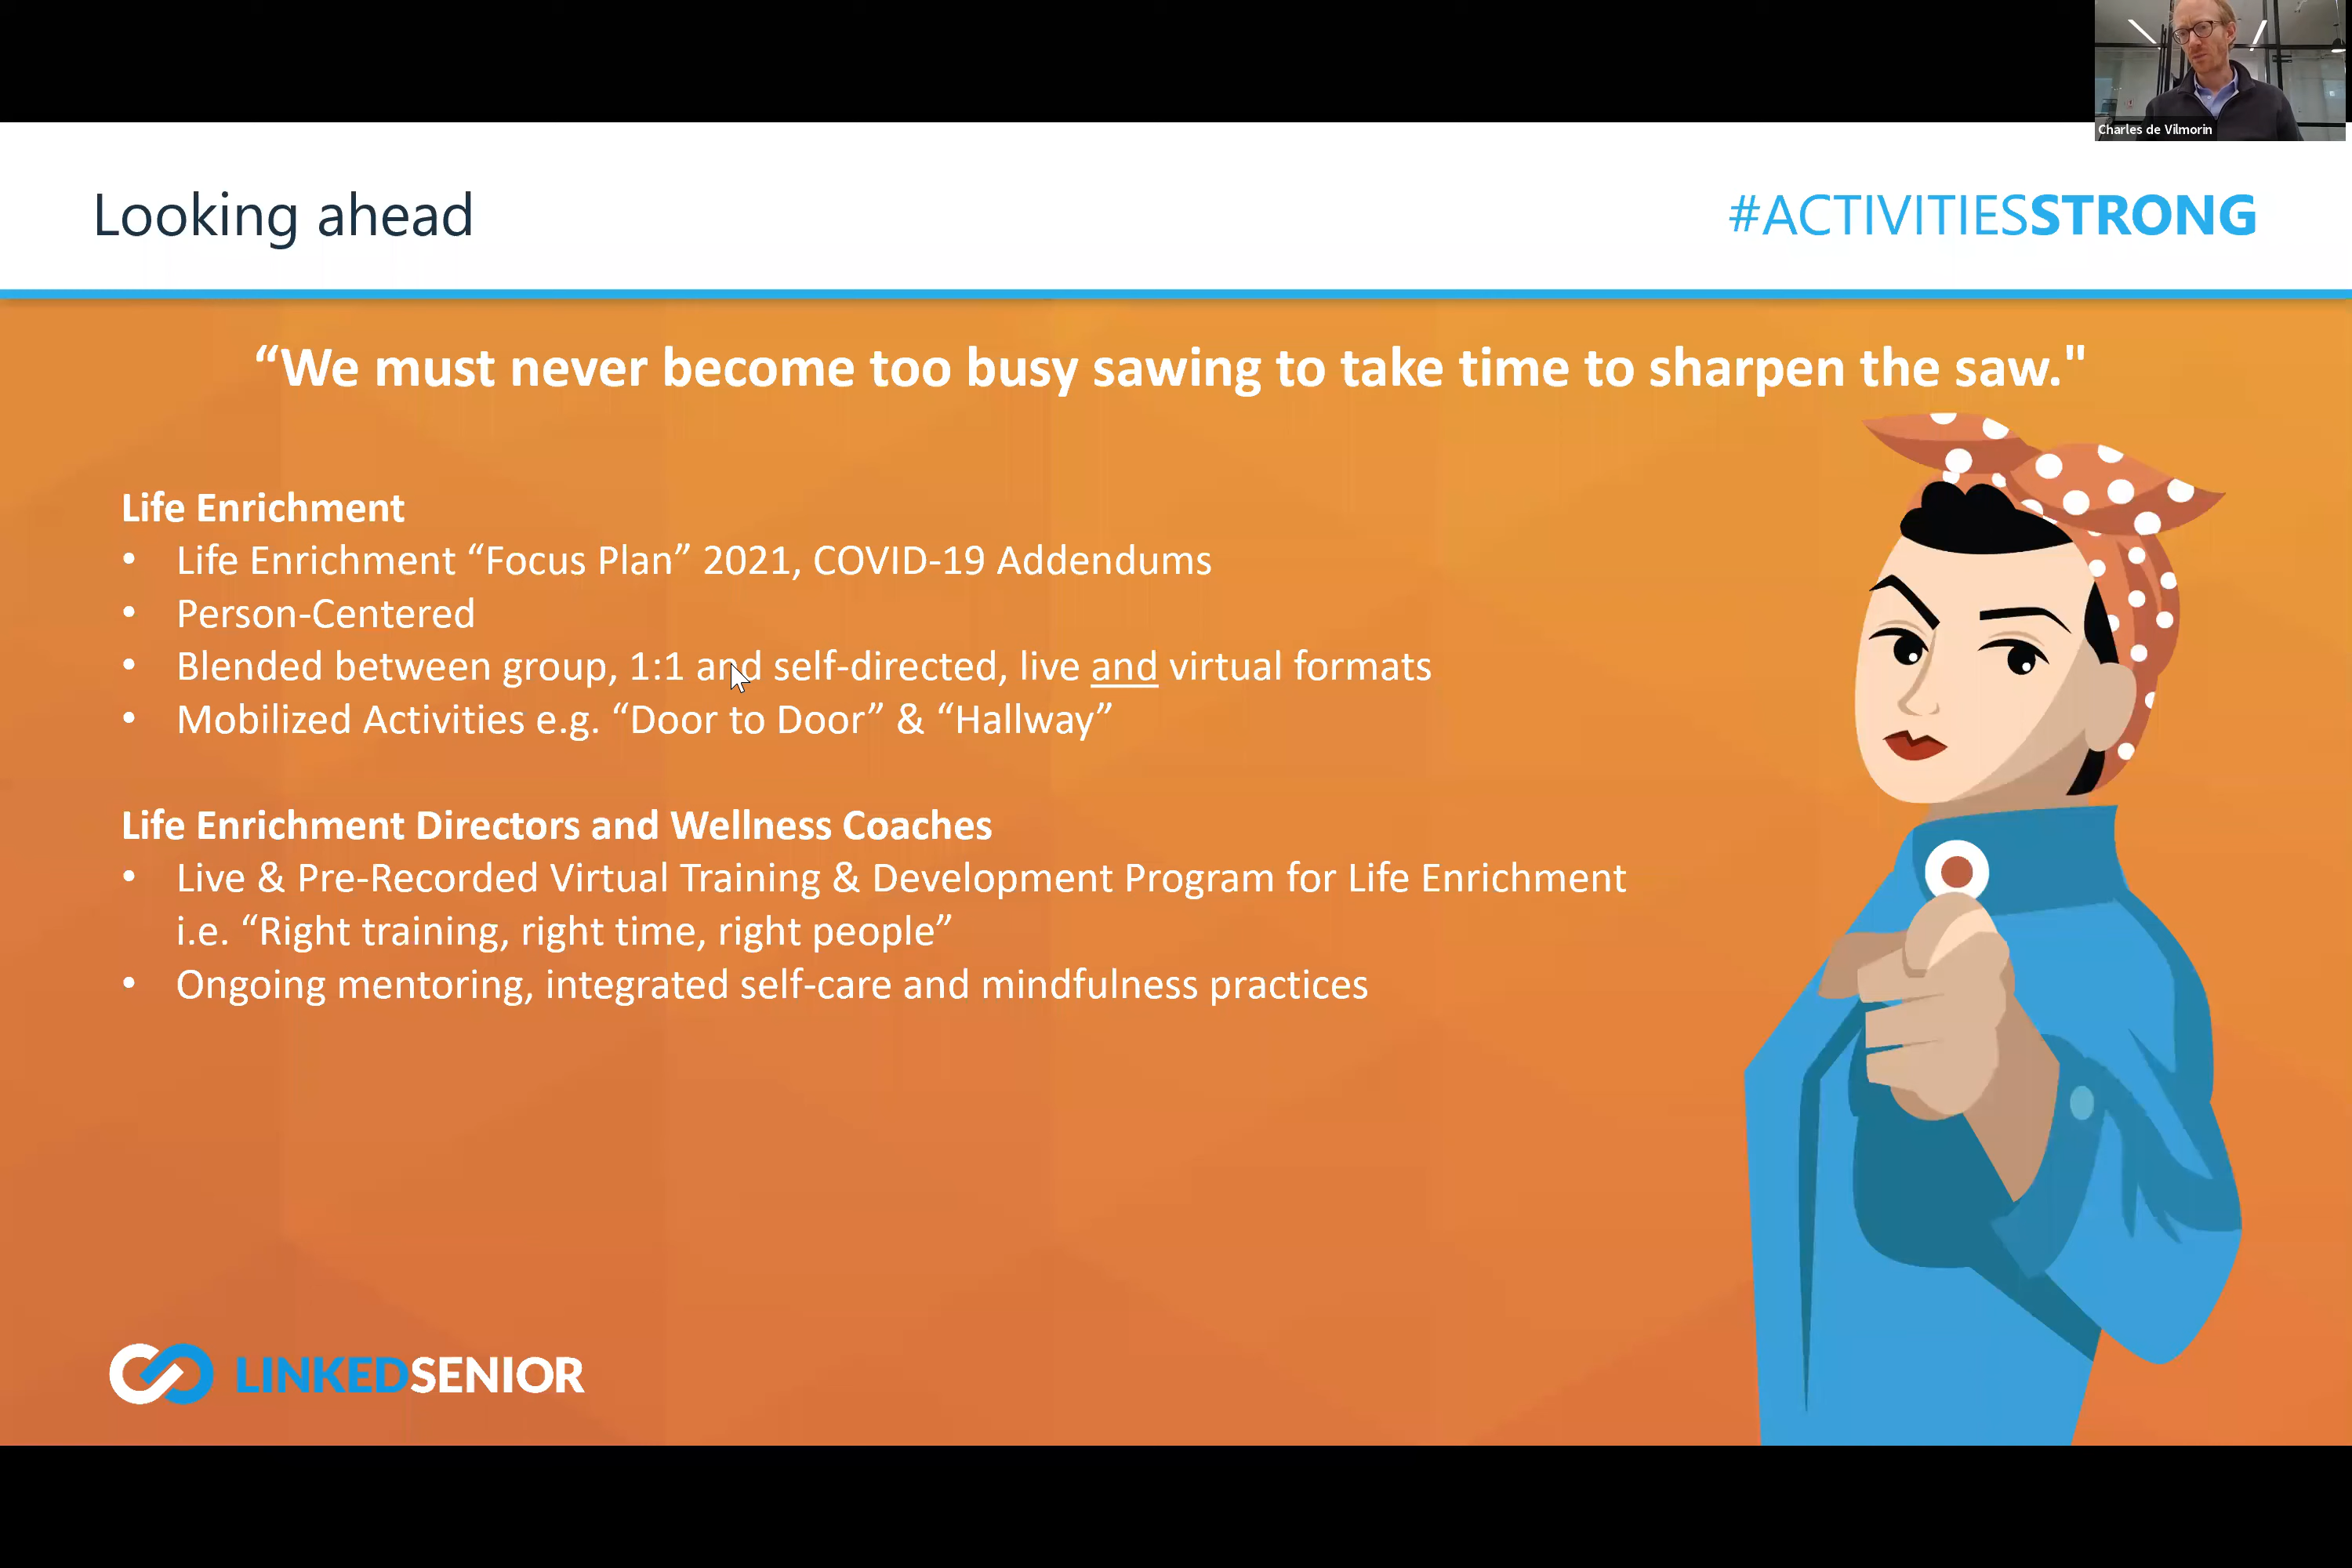 Charles de Vilmorin
Looking ahead
#ACTIVITIESSTRONG
“We must never become too busy sawing to take time to sharpen the saw."
Life Enrichment
• Life Enrichment “Focus Plan” 2021, COVID-19 Addendums
• Person-Centered
• Blended between group, 1:1 and self-directed, live and virtual formats
• Mobilized Activities e.g. “Door to Door” & “Hallway”
Life Enrichment Directors and Wellness Coaches
• Live & Pre-Recorded Virtual Training & Development Program for Life Enrichment
i.e. “Right training, right time, right people”
• Ongoing mentoring, integrated self-care and mindfulness practices
LINKEDSENIOR